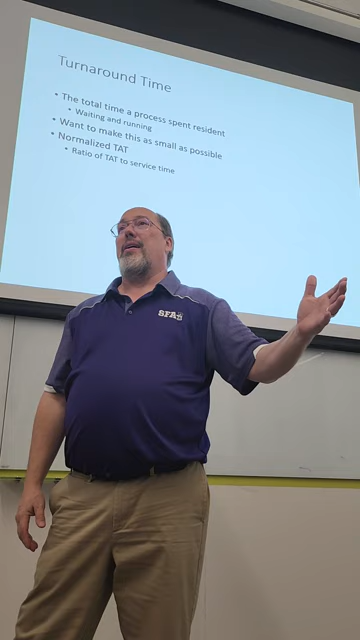 Turnaround Time
• The total time a process spent resident
• Waiting and running
• Want to make this as small as possible
• Normalized TAT
• Ratio of TAT to service time
SFA